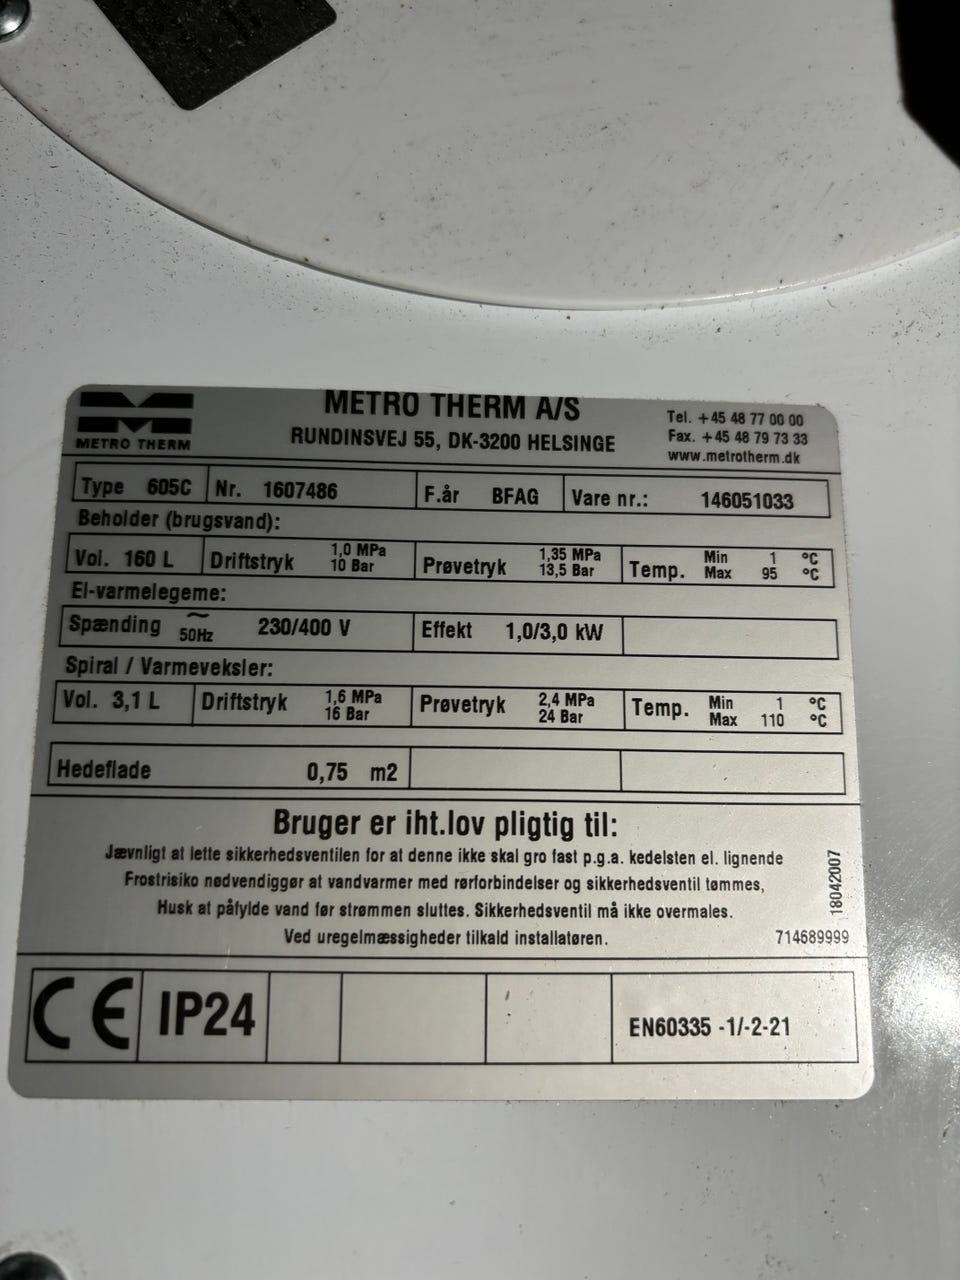 METRO THERM
METRO THERM A/S
RUNDINSVEJ 55, DK-3200 HELSINGE
Tel. +45 48 77 00 00
Fax. +45 48 79 73 33
www.metrotherm.dk
Type 605C Nr. 1607486 F.år BFAG Vare nr.: 146051033
Beholder (brugsvand):
Vol. 160 L Driftstryk 1,0 MPa 10 Bar Prøvetryk 1,35 MPa 13,5 Bar Temp. Min 1 °C Max 95 °C
El-varmelegeme:
Spænding ~ 50Hz 230/400 V Effekt 1,0/3,0 kW
Spiral / Varmeveksler:
Vol. 3,1 L Driftstryk 1,6 MPa 16 Bar Prøvetryk 2,4 MPa 24 Bar Temp. Min 1 °C Max 110 °C
Hedeflade 0,75 m2
Bruger er iht.lov pligtig til:
Jævnligt at lette sikkerhedsventilen for at denne ikke skal gro fast p.g.a. kedelsten el. lignende
Frostrisiko nødvendiggør at vandvarmer med rørforbindelser og sikkerhedsventil tømmes,
Husk at påfylde vand før strømmen sluttes. Sikkerhedsventil må ikke overmales.
Ved uregelmæssigheder tilkald installatøren.
18042007
714689999
CE IP24 EN60335 -1/-2-21